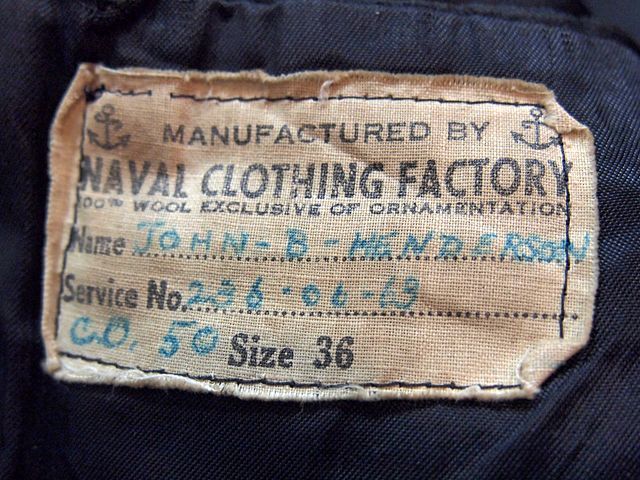 MANUFACTURED BY
NAVAL CLOTHING FACTORY
100% WOOL EXCLUSIVE OF ORNAMENTATION
Name JOHN-B-HENDERSON
Service No. 236-06-69
C.O. 50 Size 36